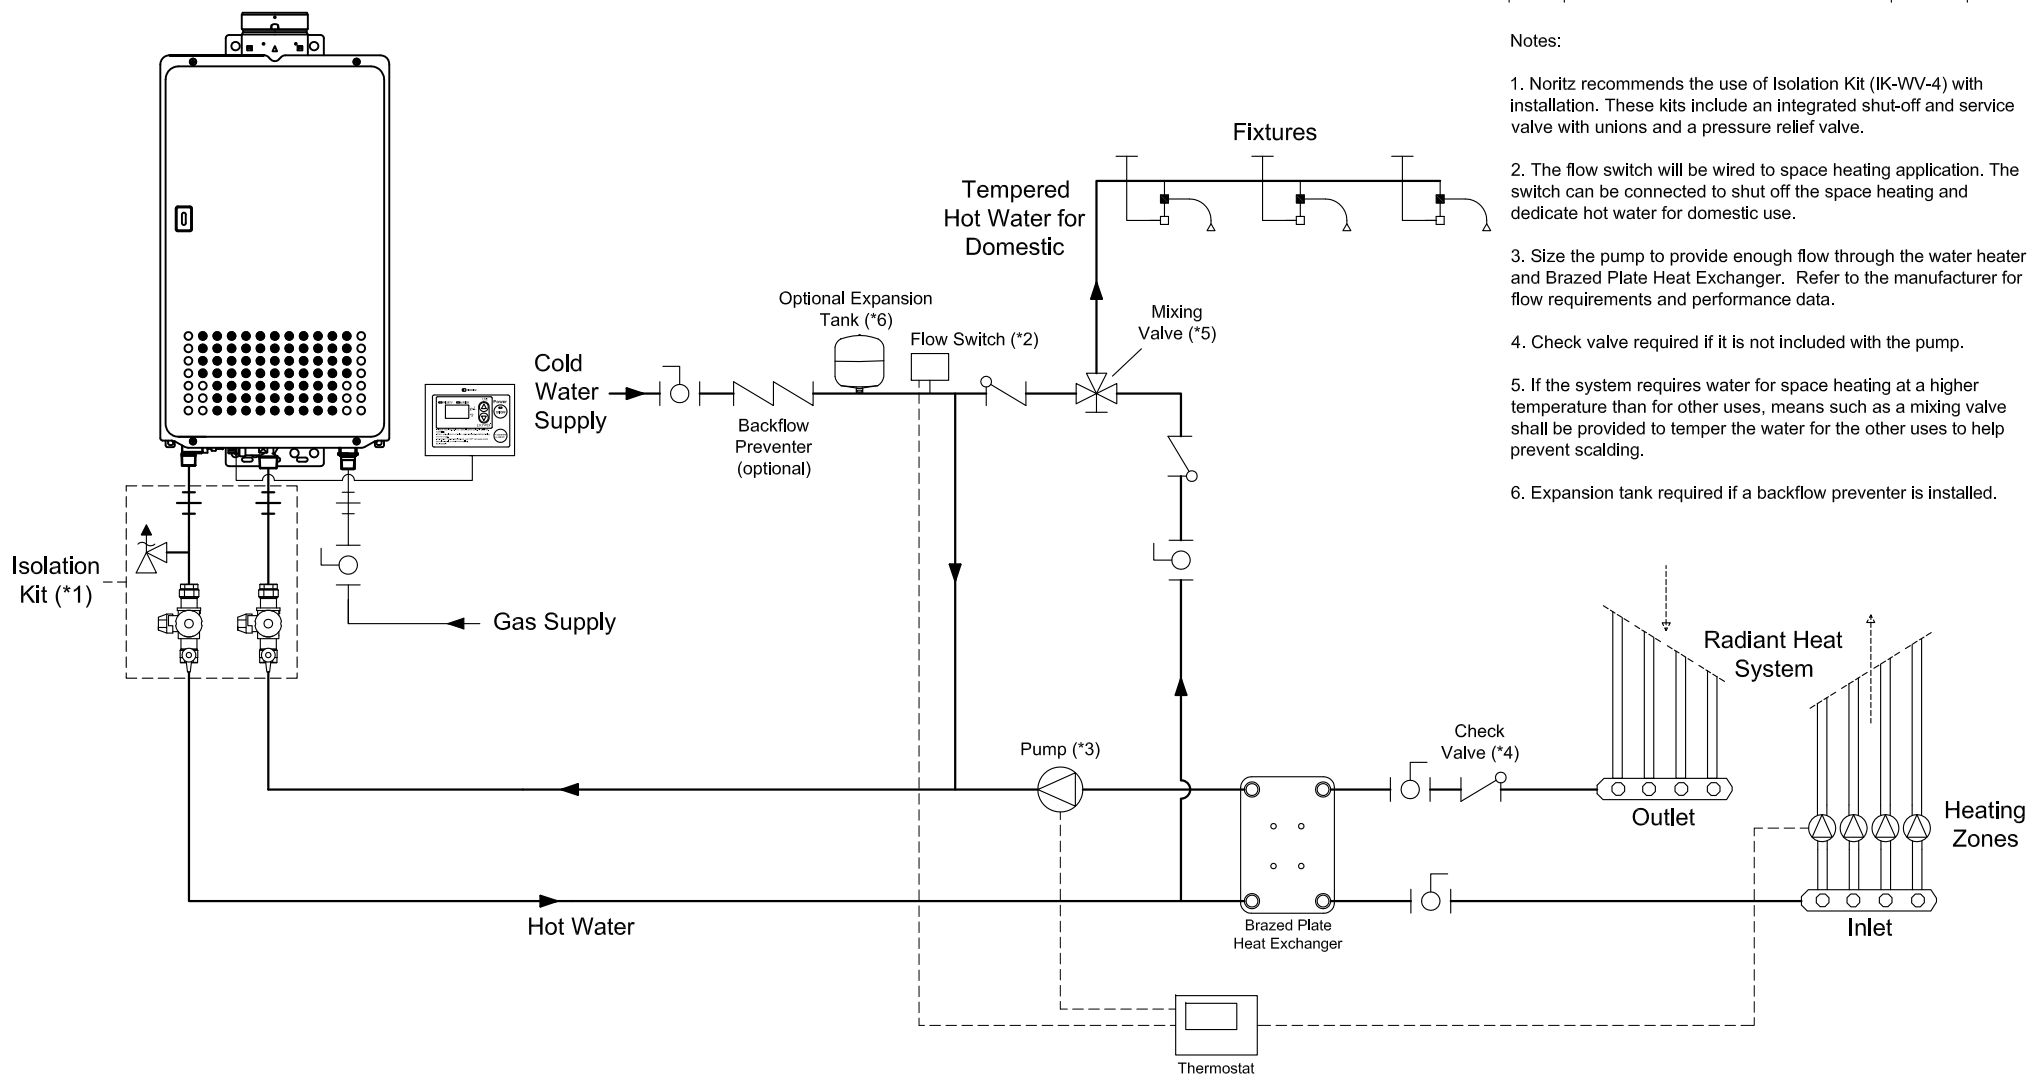 Notes:
1. Noritz recommends the use of Isolation Kit (IK-WV-4) with
installation. These kits include an integrated shut-off and service
valve with unions and a pressure relief valve.
2. The flow switch will be wired to space heating application. The
switch can be connected to shut off the space heating and
dedicate hot water for domestic use.
3. Size the pump to provide enough flow through the water heater
and Brazed Plate Heat Exchanger. Refer to the manufacturer for
flow requirements and performance data.
4. Check valve required if it is not included with the pump.
5. If the system requires water for space heating at a higher
temperature than for other uses, means such as a mixing valve
shall be provided to temper the water for the other uses to help
prevent scalding.
6. Expansion tank required if a backflow preventer is installed.
Fixtures
Tempered
Hot Water for
Domestic
Optional Expansion
Tank (*6)
Flow Switch (*2)
Mixing
Valve (*5)
Cold
Water
Supply
Backflow
Preventer
(optional)
Isolation
Kit (*1)
Gas Supply
Radiant Heat
System
Pump (*3)
Check
Valve (*4)
Outlet
Heating
Zones
Inlet
Hot Water
Brazed Plate
Heat Exchanger
Thermostat